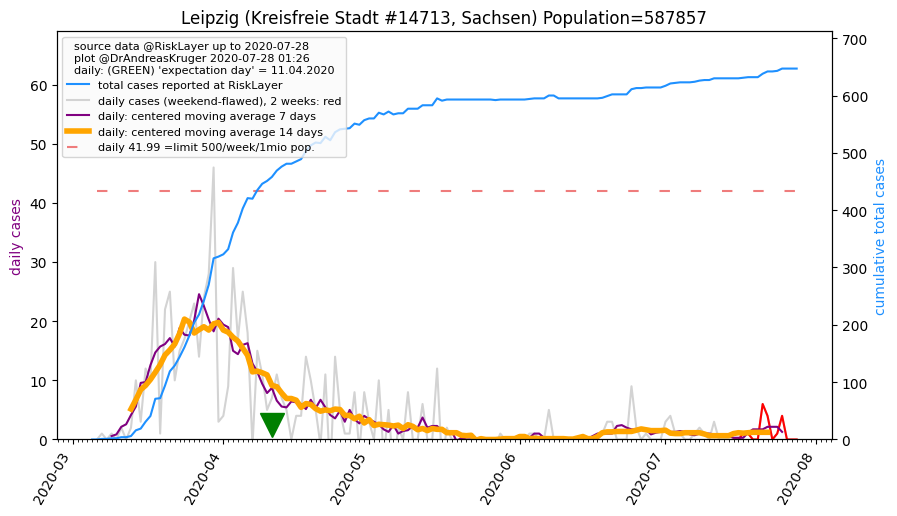 Leipzig (Kreisfreie Stadt #14713, Sachsen) Population=587857
source data @RiskLayer up to 2020-07-28
plot @DrAndreasKruger 2020-07-28 01:26
daily: (GREEN) 'expectation day' = 11.04.2020
total cases reported at RiskLayer
daily cases (weekend-flawed), 2 weeks: red
daily: centered moving average 7 days
daily: centered moving average 14 days
daily 41.99 =limit 500/week/1mio pop.
daily cases
0
10
20
30
40
50
60
cumulative total cases
0
100
200
300
400
500
600
700
2020-03
2020-04
2020-05
2020-06
2020-07
2020-08